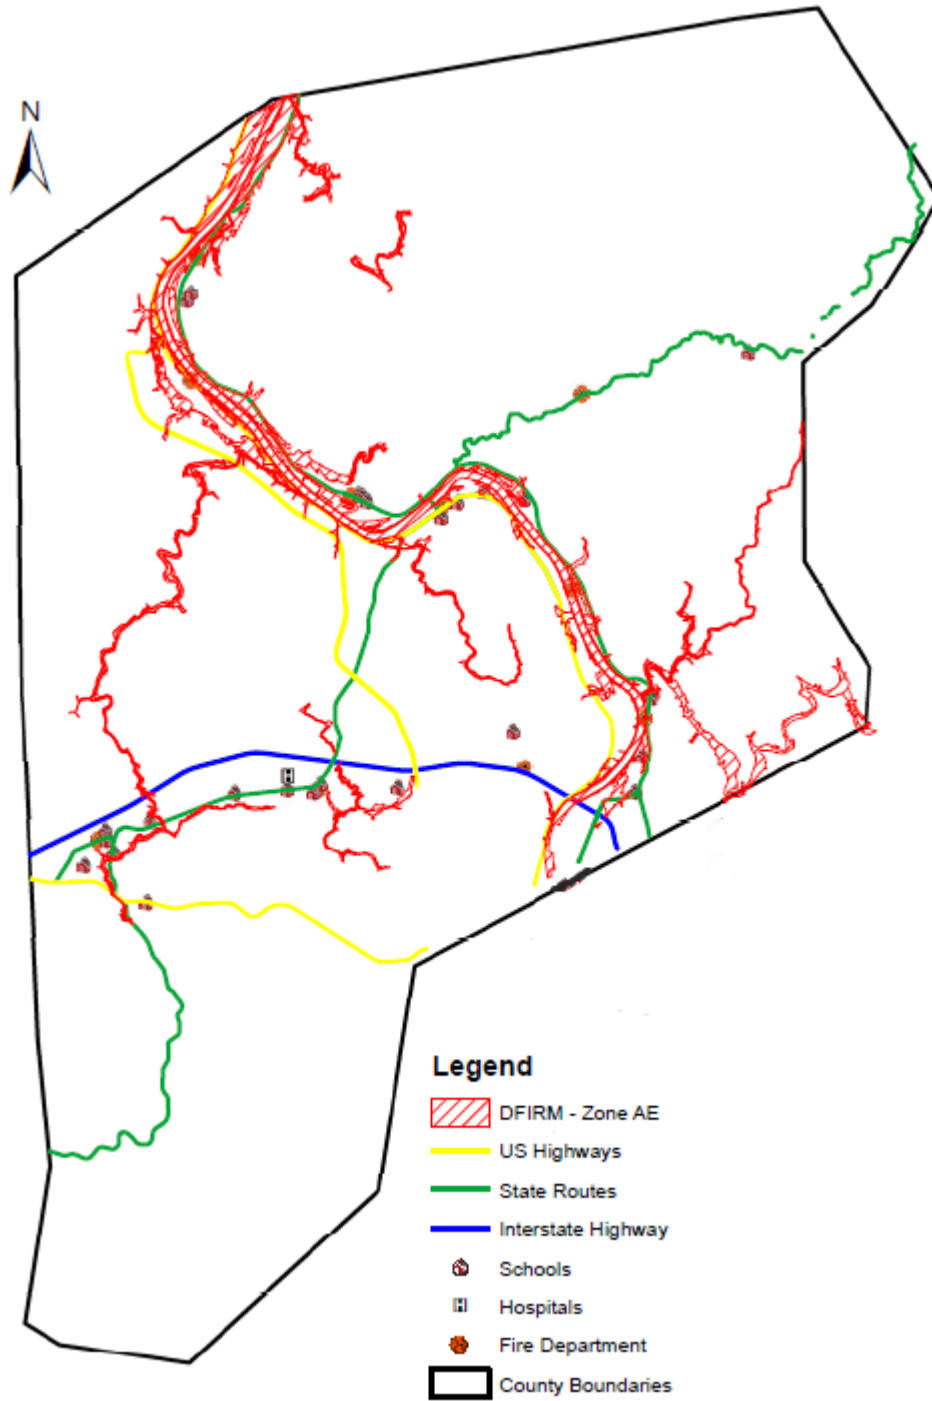 N
Legend
DFIRM - Zone AE
US Highways
State Routes
Interstate Highway
Schools
H
Hospitals
Fire Department
County Boundaries